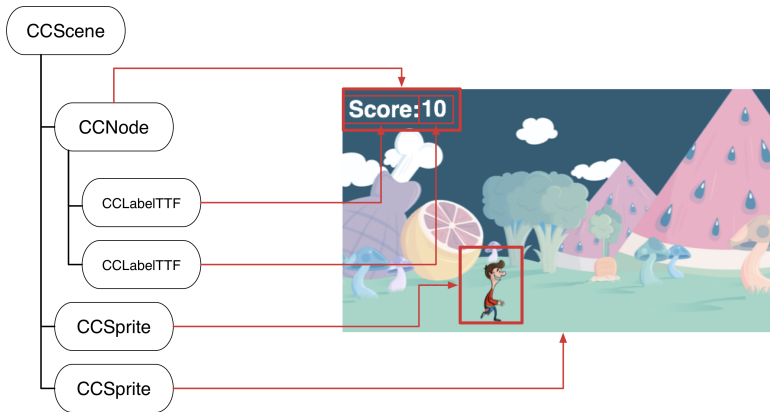 CCScene
CCNode
CCLabelTTF
CCLabelTTF
CCSprite
CCSprite
Score:10